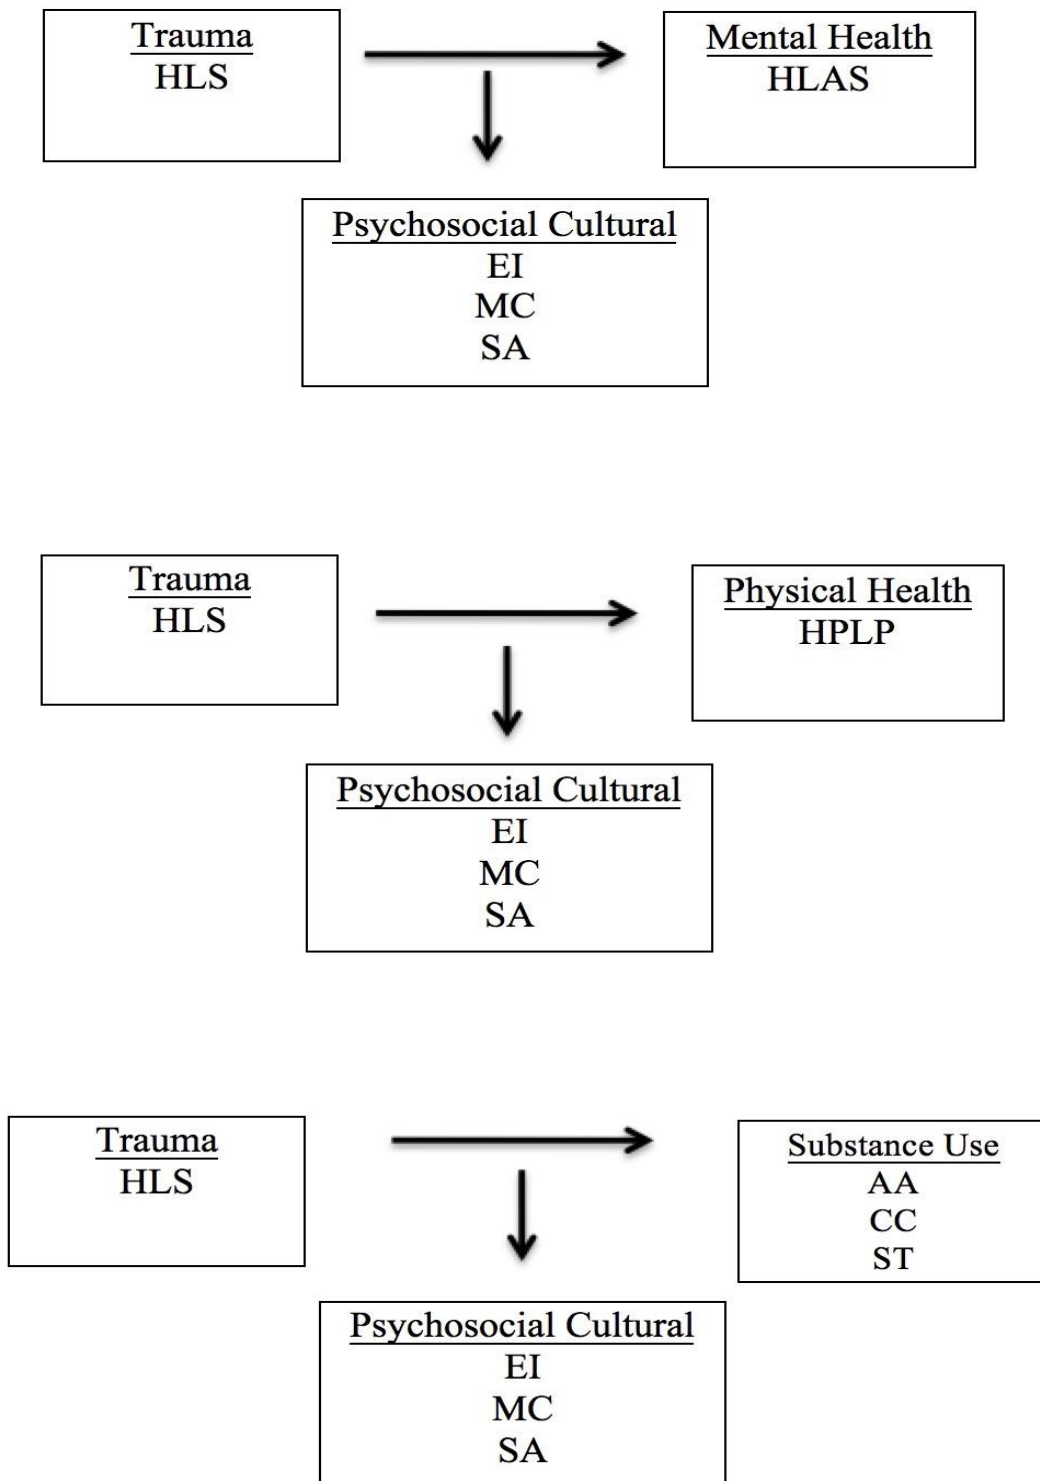 Trauma
HLS
Mental Health
HLAS
Psychosocial Cultural
EI
MC
SA
Trauma
HLS
Physical Health
HPLP
Psychosocial Cultural
EI
MC
SA
Trauma
HLS
Substance Use
AA
CC
ST
Psychosocial Cultural
EI
MC
SA